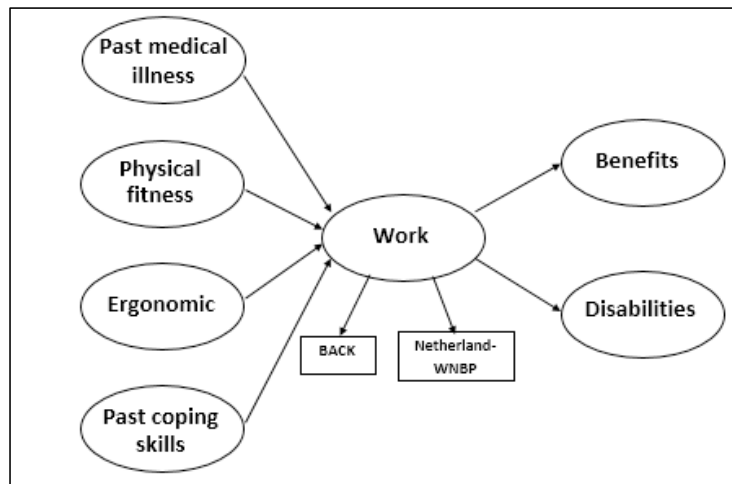 Past medical
illness
Physical
fitness
Ergonomic
Past coping
skills
Work
BACK
Netherland-
WNBP
Benefits
Disabilities